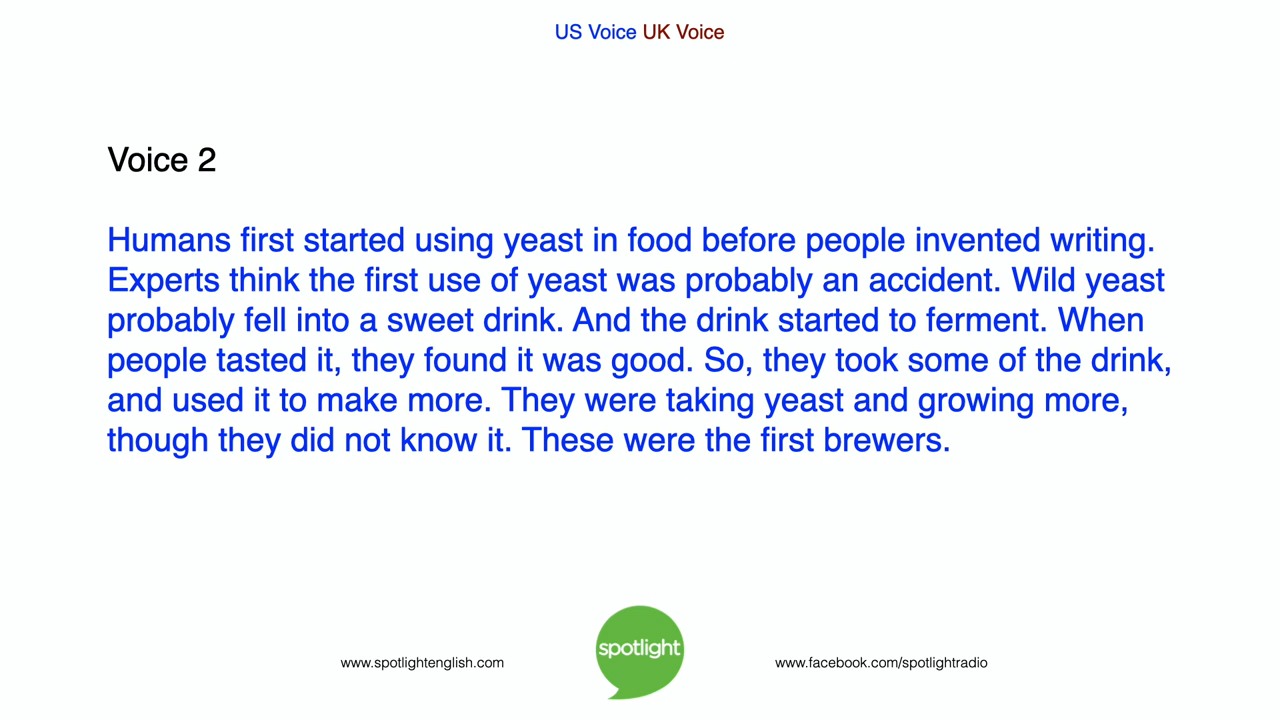 US Voice UK Voice
Voice 2
Humans first started using yeast in food before people invented writing.
Experts think the first use of yeast was probably an accident. Wild yeast
probably fell into a sweet drink. And the drink started to ferment. When
people tasted it, they found it was good. So, they took some of the drink,
and used it to make more. They were taking yeast and growing more,
though they did not know it. These were the first brewers.
www.spotlightenglish.com
spotlight
www.facebook.com/spotlightradio